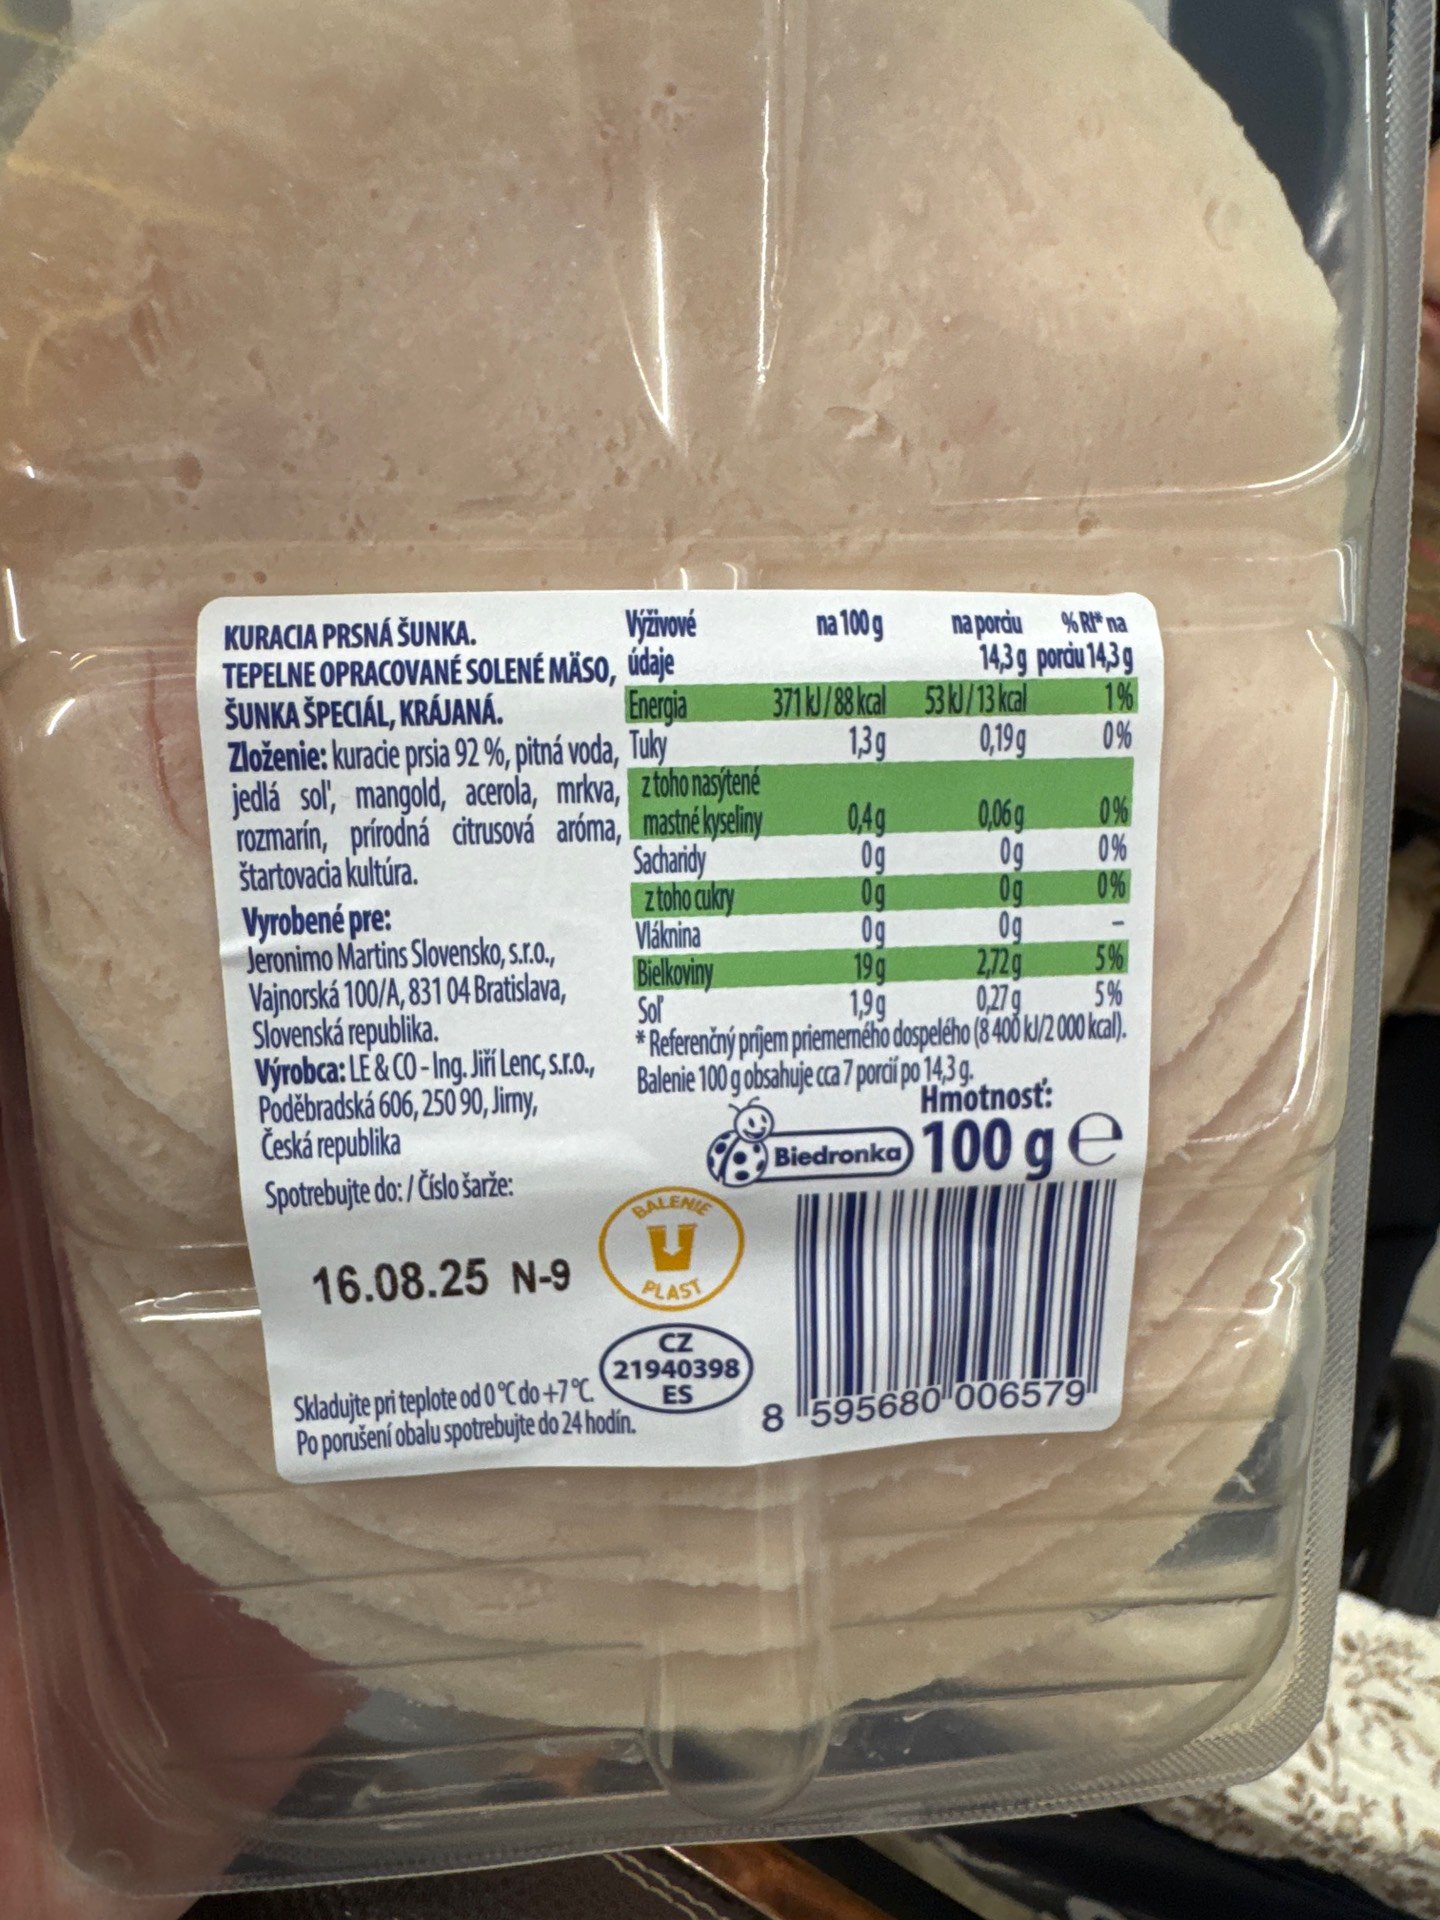 KURACIA PRSNÁ ŠUNKA.
TEPELNE OPRACOVANÉ SOLENÉ MÄSO,
ŠUNKA ŠPECIÁL, KRÁJANÁ.
Zloženie: kuracie prsia 92 %, pitná voda,
jedlá soľ, mangold, acerola, mrkva,
rozmarín, prírodná citrusová aróma,
štartovacia kultúra.
Vyrobené pre:
Jeronimo Martins Slovensko, s.r.o.,
Vajnorská 100/A, 831 04 Bratislava,
Slovenská republika.
Výrobca: LE & CO - Ing. Jiří Lenc, s.r.o.,
Poděbradská 606, 250 90, Jirny,
Česká republika
Spotrebujte do: / Číslo šarže:
16.08.25 N-9
Skladujte pri teplote od 0 °C do +7 °C.
Po porušení obalu spotrebujte do 24 hodín.
Výživové na 100 g na porciu % RI* na
údaje 14,3 g porciu 14,3 g
Energia 371 kJ / 88 kcal 53 kJ / 13 kcal 1%
Tuky 1,3 g 0,19 g 0%
z toho nasýtené
mastné kyseliny 0,4 g 0,06 g 0%
Sacharidy 0 g 0 g 0%
z toho cukry 0 g 0 g 0%
Vláknina 0 g 0 g –
Bielkoviny 19 g 2,72 g 5%
Soľ 1,9 g 0,27 g 5%
* Referenčný príjem priemerného dospelého (8 400 kJ/2 000 kcal).
Balenie 100 g obsahuje cca 7 porcií po 14,3 g.
Hmotnosť:
Biedronka 100 g ℮
BALENIE
PLAST
CZ
21940398
ES
8 595680 006579